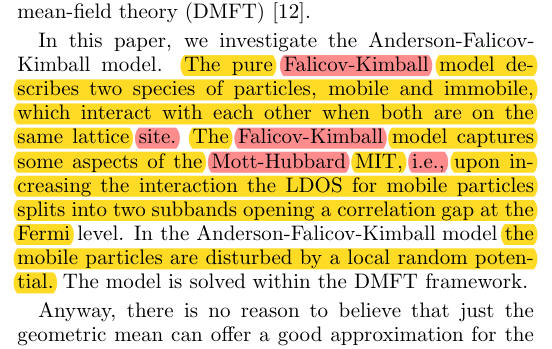 mean-field theory (DMFT) [12].
In this paper, we investigate the Anderson-Falicov-
Kimball model. The pure Falicov-Kimball model de-
scribes two species of particles, mobile and immobile,
which interact with each other when both are on the
same lattice site. The Falicov-Kimball model captures
some aspects of the Mott-Hubbard MIT, i.e., upon in-
creasing the interaction the LDOS for mobile particles
splits into two subbands opening a correlation gap at the
Fermi level. In the Anderson-Falicov-Kimball model the
mobile particles are disturbed by a local random poten-
tial. The model is solved within the DMFT framework.
Anyway, there is no reason to believe that just the
geometric mean can offer a good approximation for the